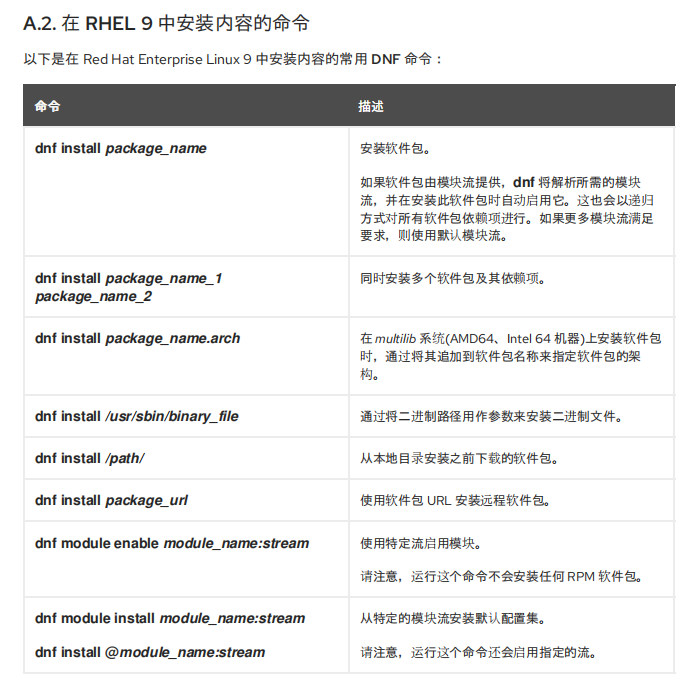 A.2. 在 RHEL 9 中安装内容的命令
以下是在 Red Hat Enterprise Linux 9 中安装内容的常用 DNF 命令：
命令
描述
dnf install package_name
安装软件包。
如果软件包由模块流提供，dnf 将解析所需的模块
流，并在安装此软件包时自动启用它。这也会以递归
方式对所有软件包依赖项进行。如果更多模块流满足
要求，则使用默认模块流。
dnf install package_name_1
package_name_2
同时安装多个软件包及其依赖项。
dnf install package_name.arch
在 multilib 系统(AMD64、Intel 64 机器)上安装软件包
时，通过将其追加到软件包名称来指定软件包的架
构。
dnf install /usr/sbin/binary_file
通过将二进制路径用作参数来安装二进制文件。
dnf install /path/
从本地目录安装之前下载的软件包。
dnf install package_url
使用软件包 URL 安装远程软件包。
dnf module enable module_name:stream
使用特定流启用模块。
请注意，运行这个命令不会安装任何 RPM 软件包。
dnf module install module_name:stream
dnf install @module_name:stream
从特定的模块流安装默认配置集。
请注意，运行这个命令还会启用指定的流。